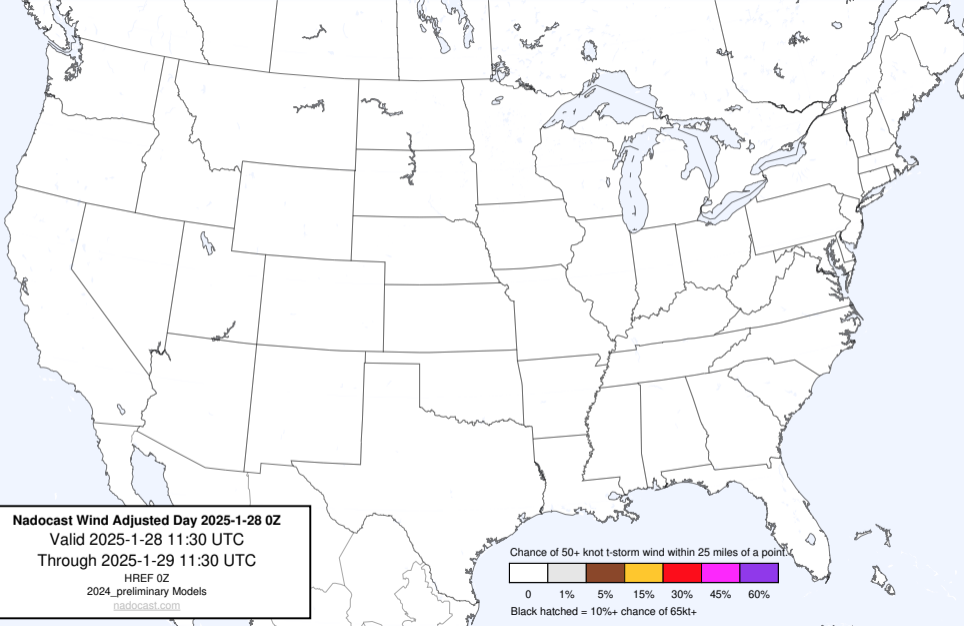 Nadocast Wind Adjusted Day 2025-1-28 0Z
Valid 2025-1-28 11:30 UTC
Through 2025-1-29 11:30 UTC
HREF 0Z
2024_preliminary Models
nadocast.com
Chance of 50+ knot t-storm wind within 25 miles of a point.
0 1% 5% 15% 30% 45% 60%
Black hatched = 10%+ chance of 65kt+